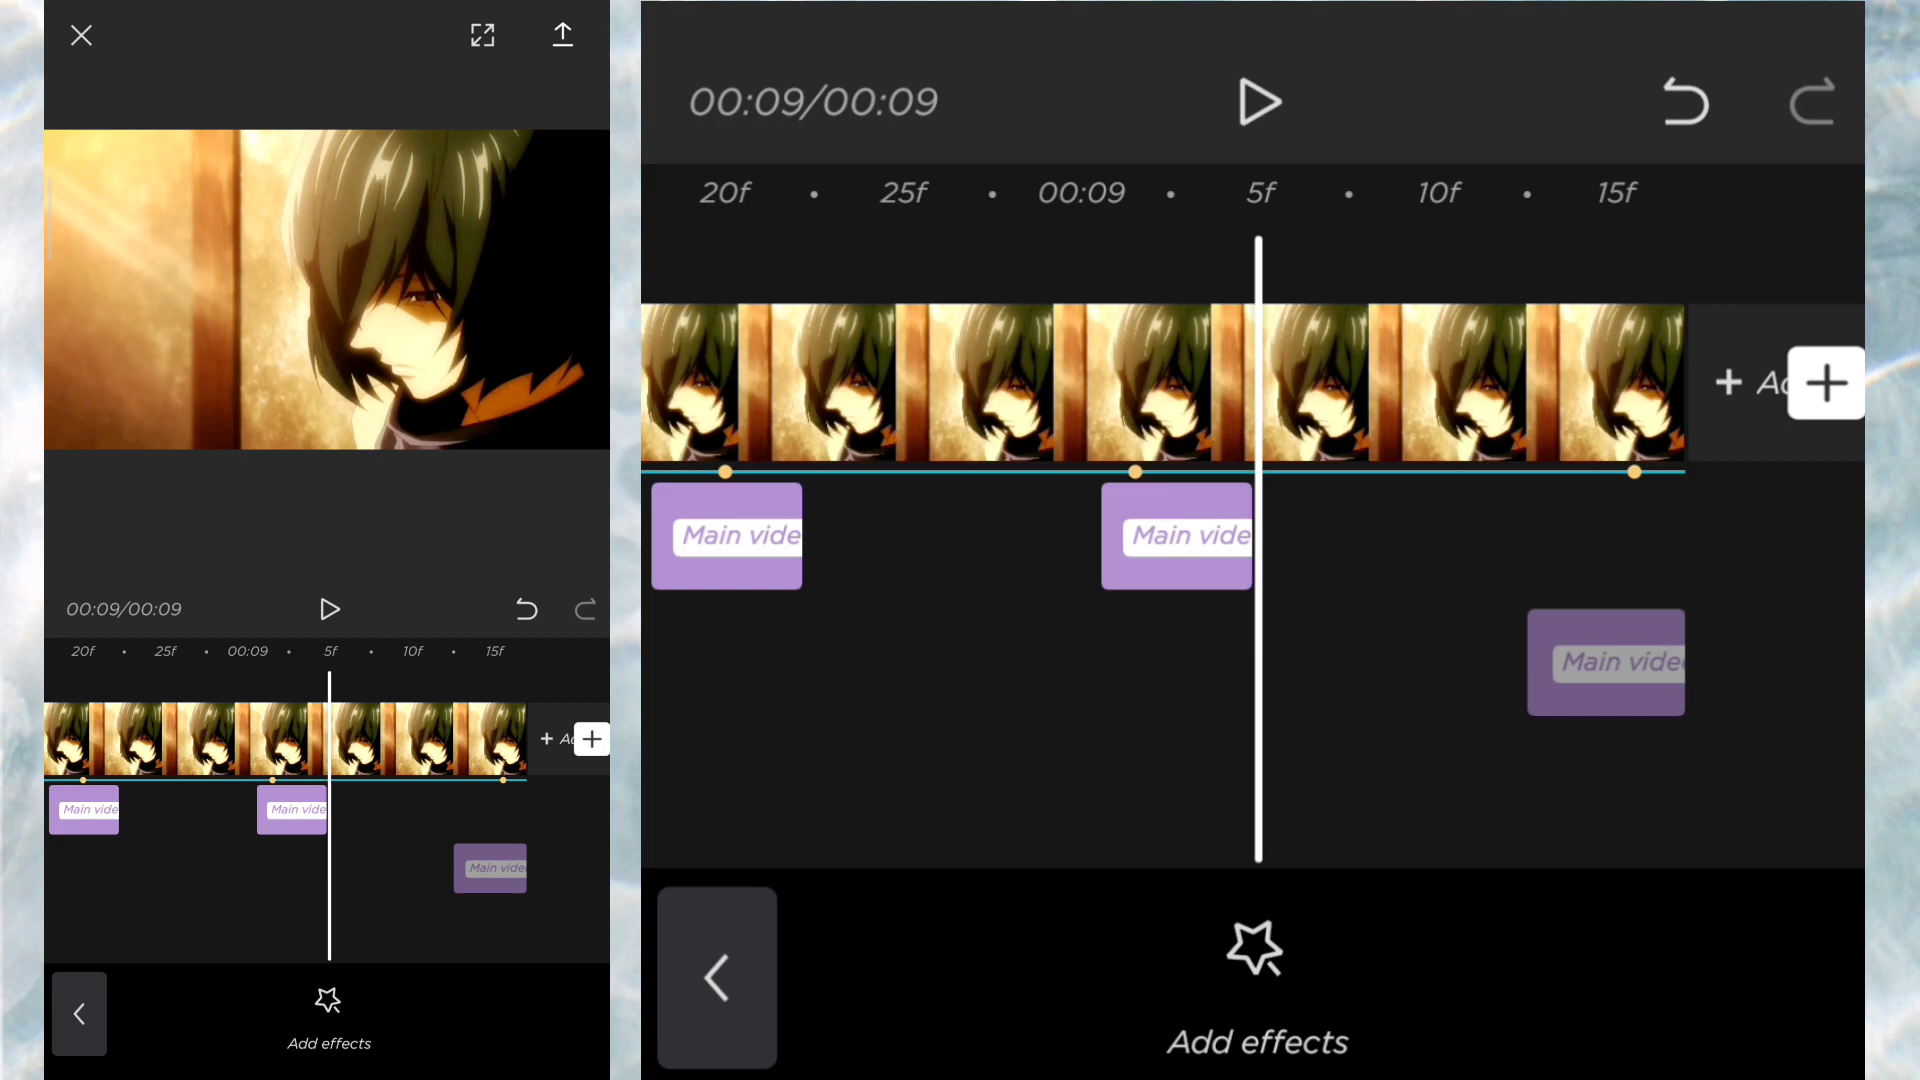 00:09/00:09
20f 25f 00:09 5f 10f 15f
+ Ad
Main vide Main vide
Main vide
Add effects
00:09/00:09
20f 25f 00:09 5f 10f 15f
+ Ad
Main vide Main vide
Main vide
Add effects